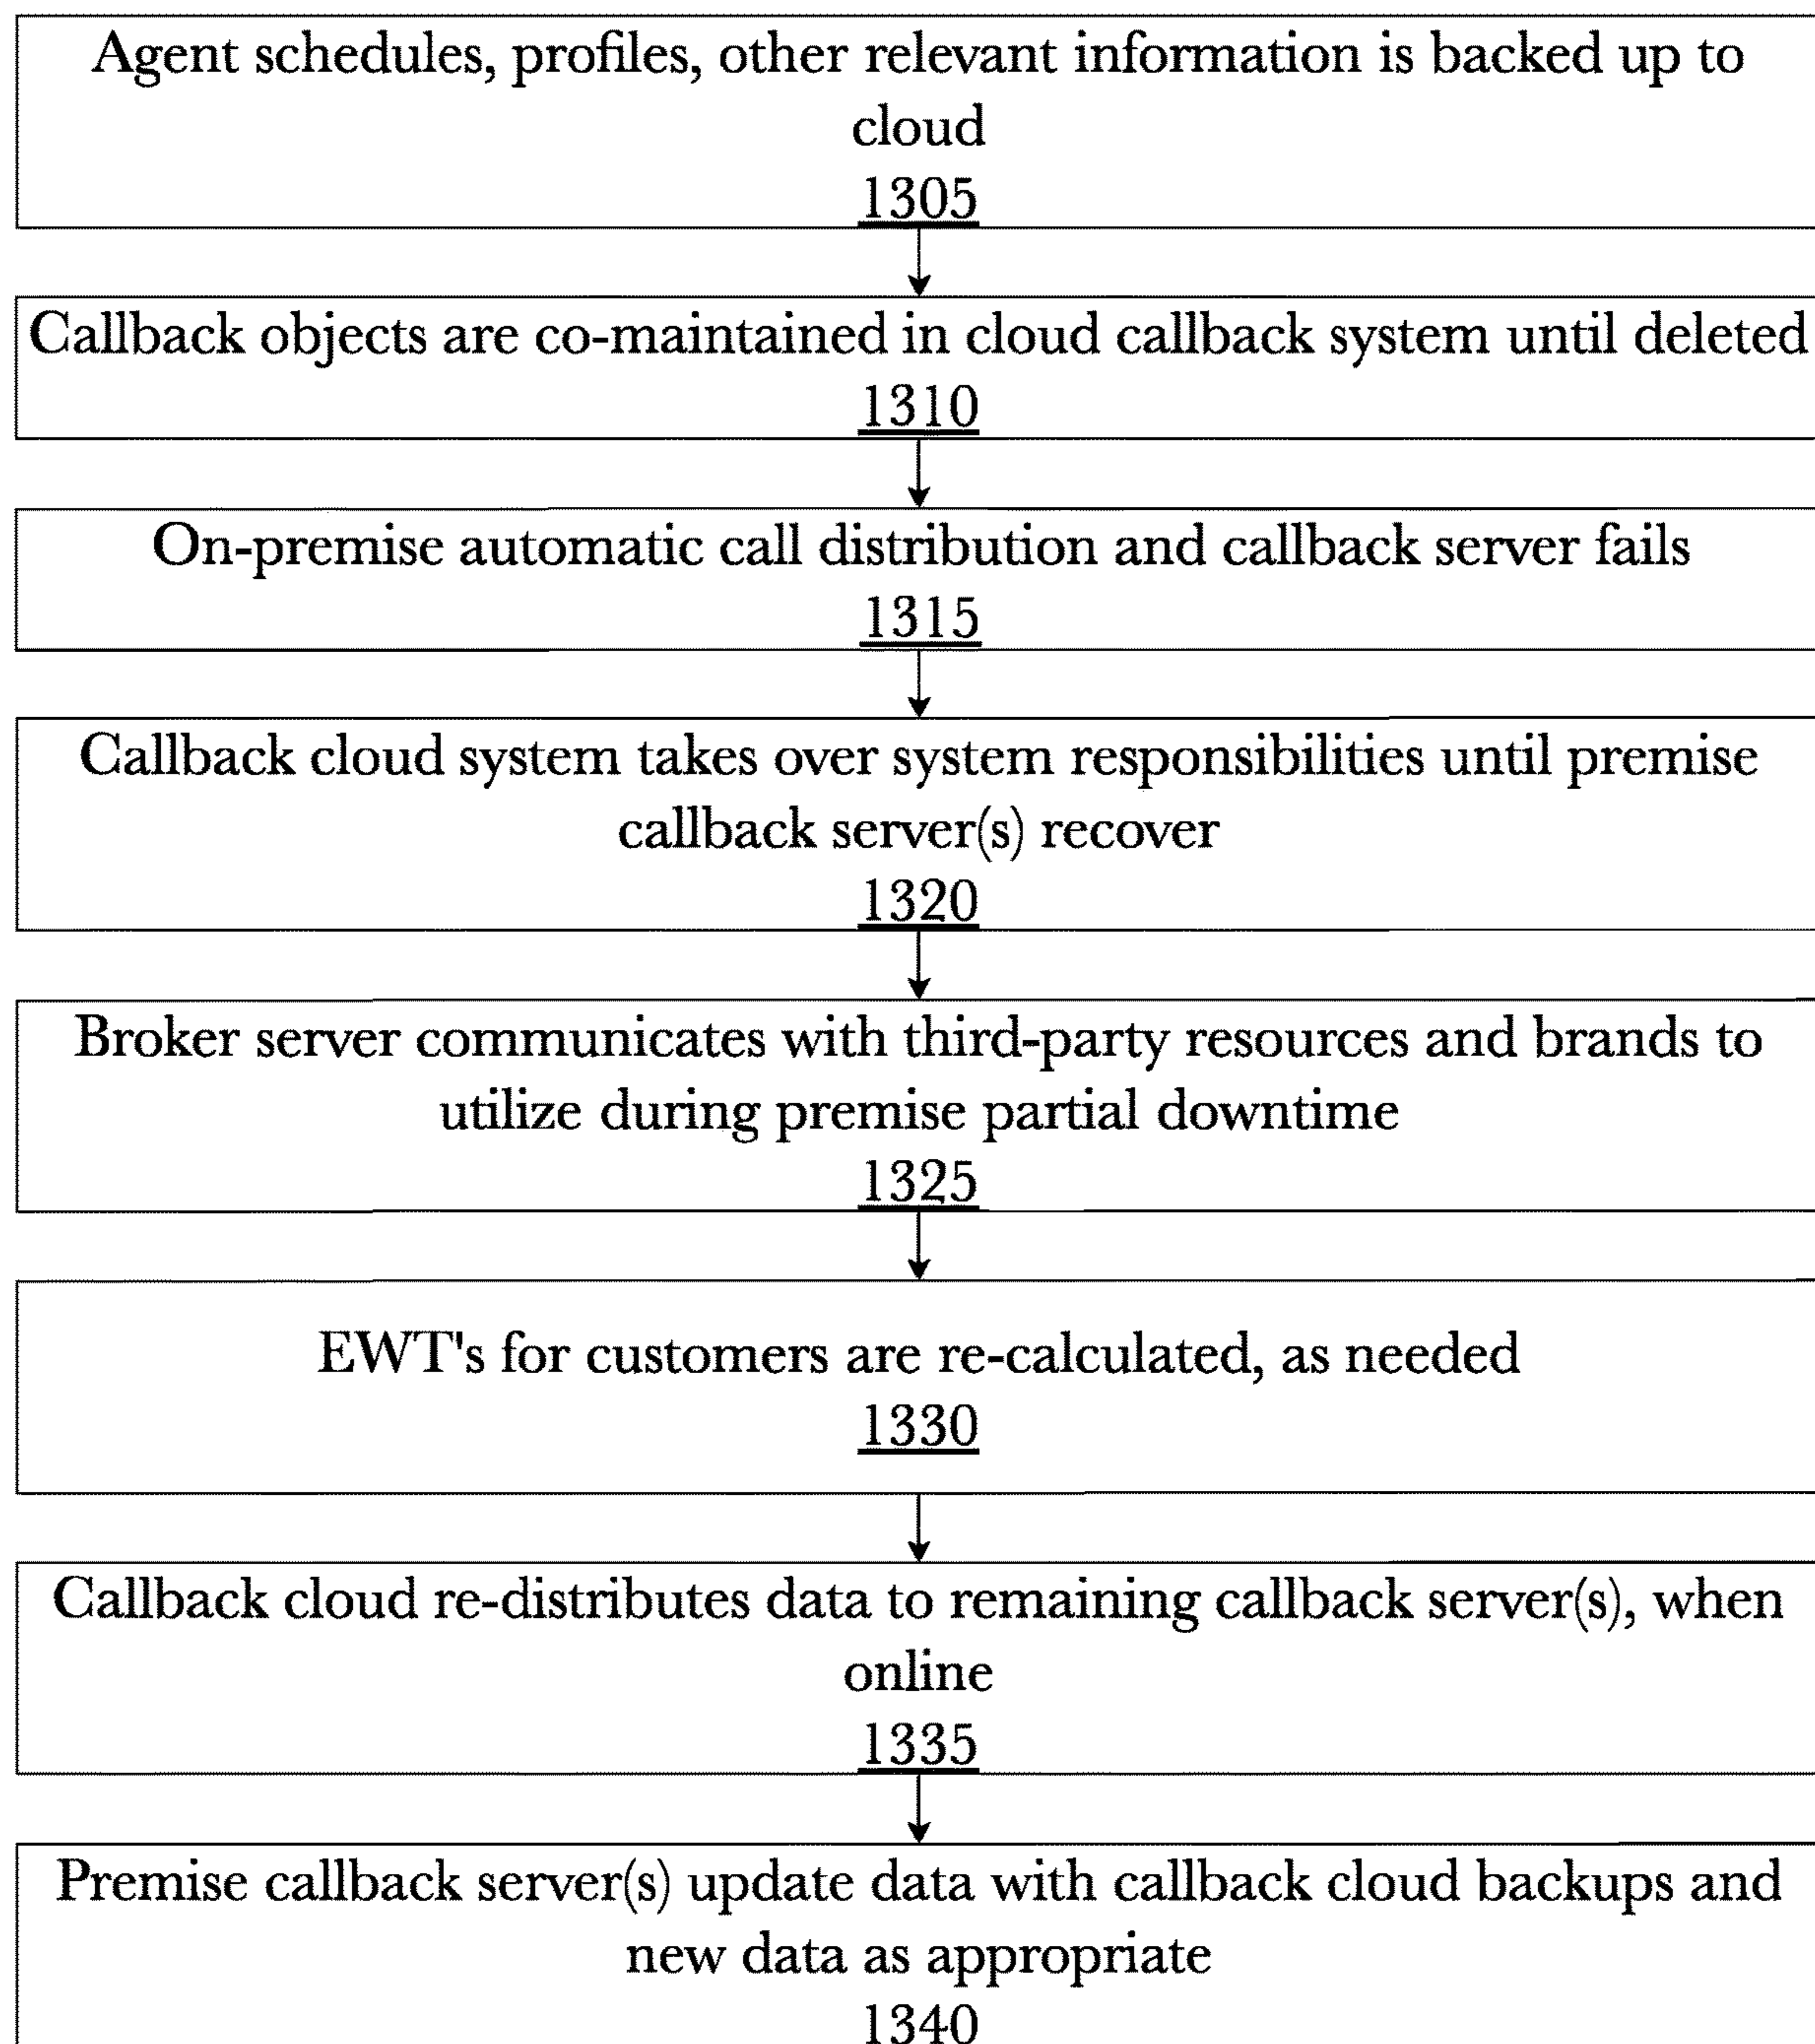 Agent schedules, profiles, other relevant information is backed up to
cloud
1305
Callback objects are co-maintained in cloud callback system until deleted
1310
On-premise automatic call distribution and callback server fails
1315
Callback cloud system takes over system responsibilities until premise
callback server(s) recover
1320
Broker server communicates with third-party resources and brands to
utilize during premise partial downtime
1325
EWT's for customers are re-calculated, as needed
1330
Callback cloud re-distributes data to remaining callback server(s), when
online
1335
Premise callback server(s) update data with callback cloud backups and
new data as appropriate
1340